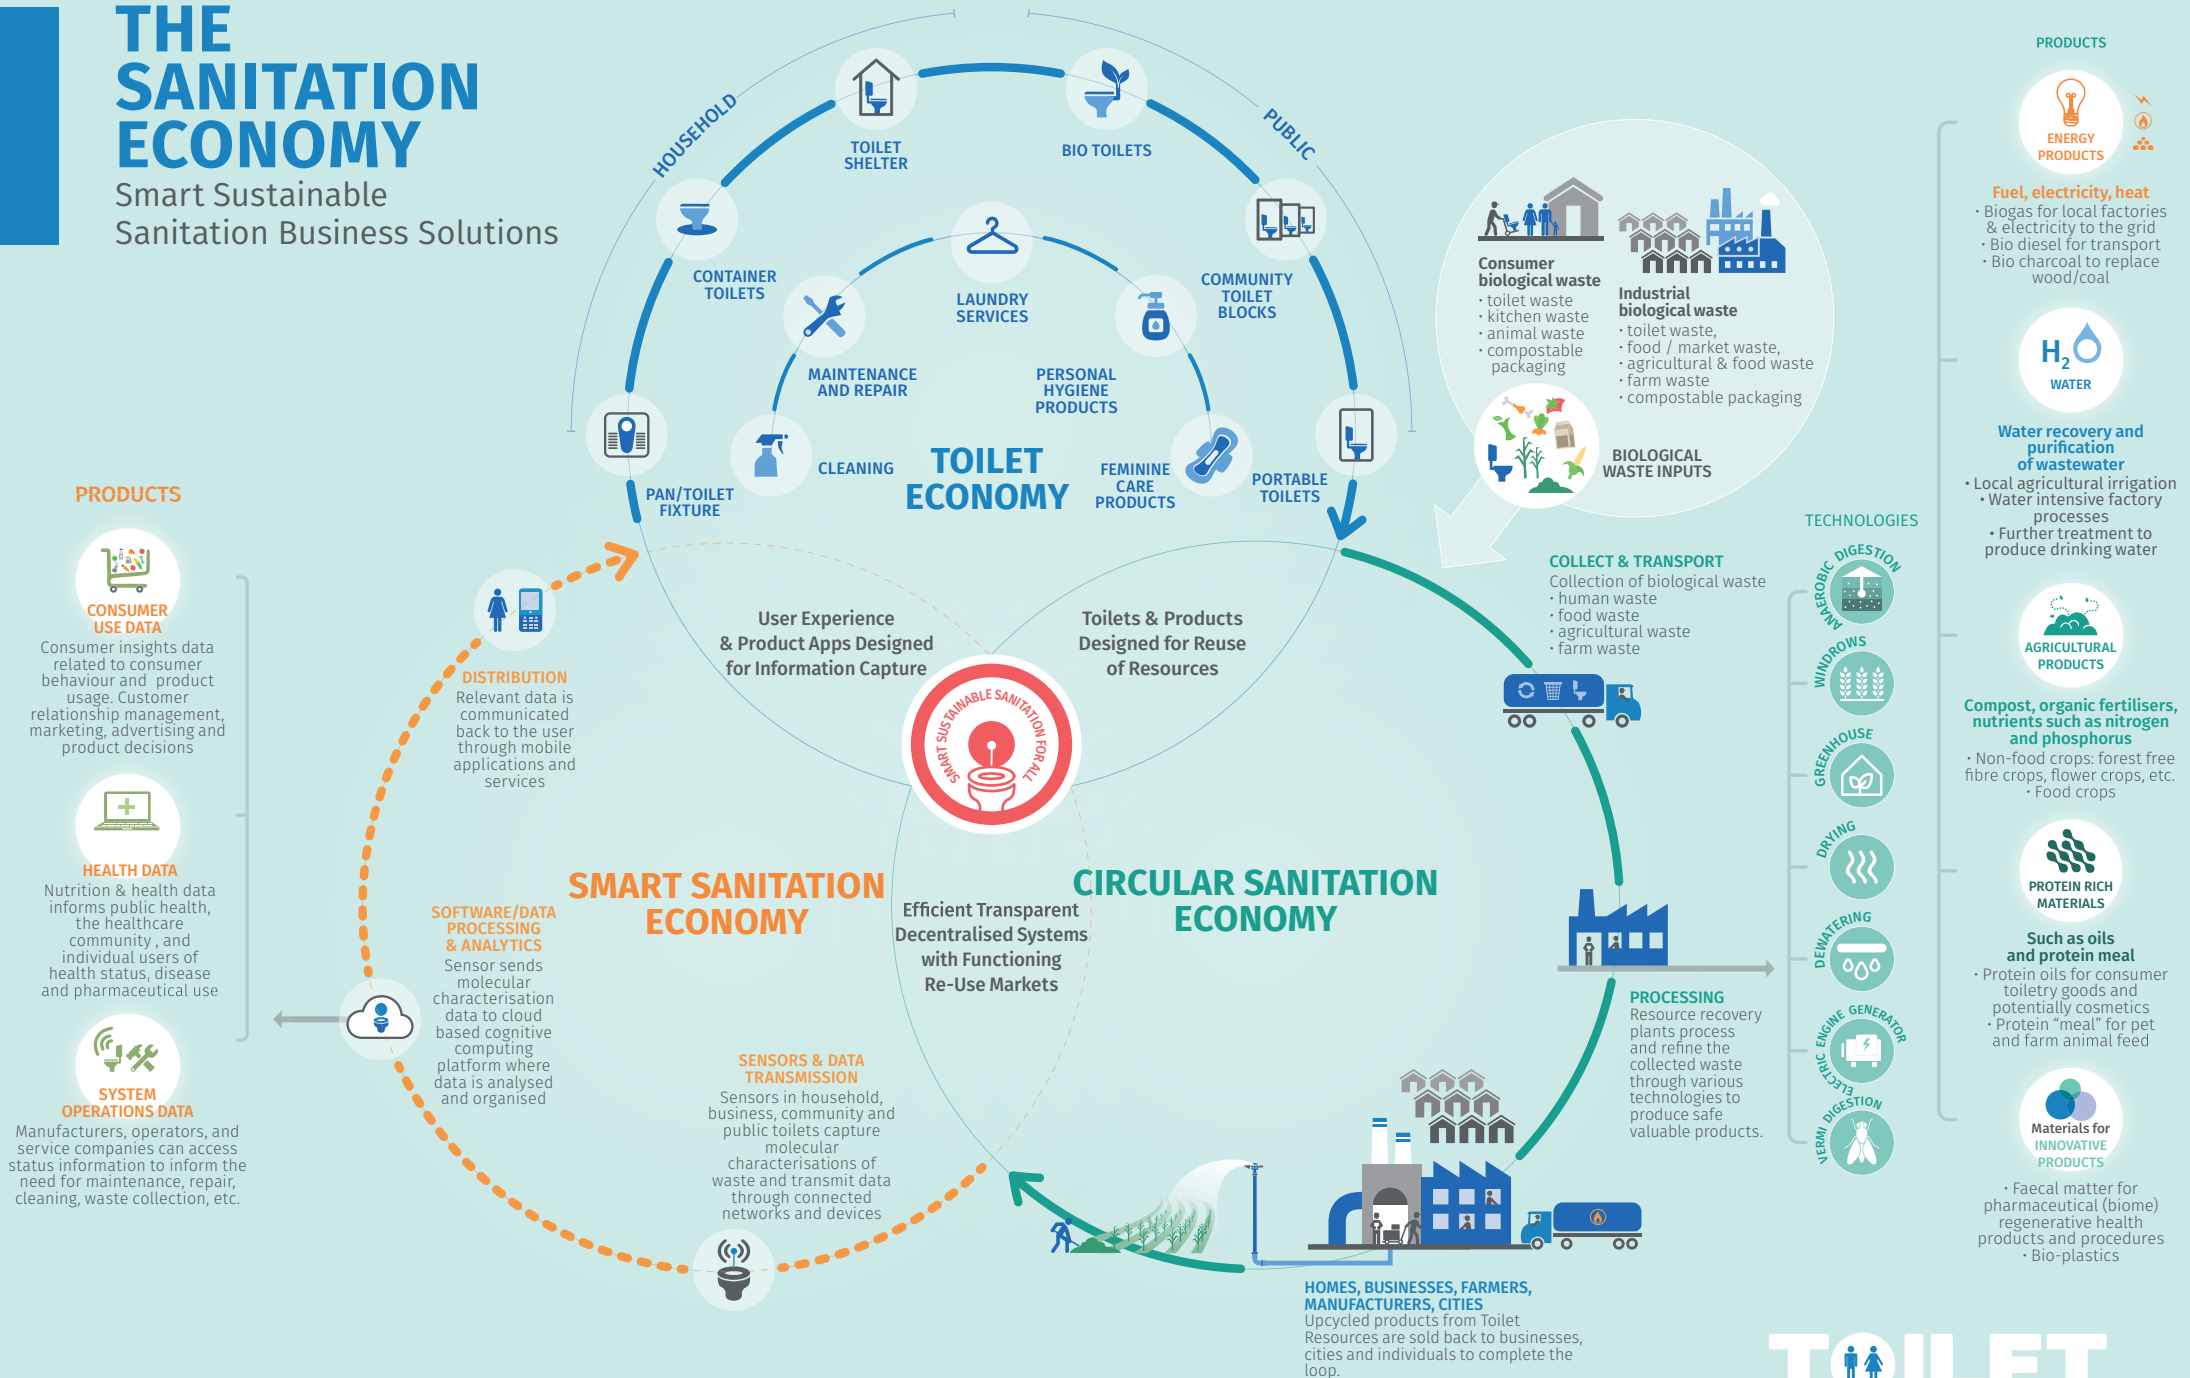 THE
SANITATION
ECONOMY
Smart Sustainable
Sanitation Business Solutions
HOUSEHOLD
PUBLIC
TOILET
SHELTER
BIO TOILETS
CONTAINER
TOILETS
COMMUNITY
TOILET
BLOCKS
PAN/TOILET
FIXTURE
PORTABLE
TOILETS
LAUNDRY
SERVICES
MAINTENANCE
AND REPAIR
PERSONAL
HYGIENE
PRODUCTS
CLEANING
FEMININE
CARE
PRODUCTS
TOILET
ECONOMY
User Experience
& Product Apps Designed
for Information Capture
Toilets & Products
Designed for Reuse
of Resources
SMART SUSTAINABLE SANITATION FOR ALL
SMART SANITATION
ECONOMY
CIRCULAR SANITATION
ECONOMY
Efficient Transparent
Decentralised Systems
with Functioning
Re-Use Markets
PRODUCTS
CONSUMER
USE DATA
Consumer insights data
related to consumer
behaviour and product
usage. Customer
relationship management,
marketing, advertising and
product decisions
HEALTH DATA
Nutrition & health data
informs public health,
the healthcare
community , and
individual users of
health status, disease
and pharmaceutical use
SYSTEM
OPERATIONS DATA
Manufacturers, operators, and
service companies can access
status information to inform the
need for maintenance, repair,
cleaning, waste collection, etc.
DISTRIBUTION
Relevant data is
communicated
back to the user
through mobile
applications and
services
SOFTWARE/DATA
PROCESSING
& ANALYTICS
Sensor sends
molecular
characterisation
data to cloud
based cognitive
computing
platform where
data is analysed
and organised
SENSORS & DATA
TRANSMISSION
Sensors in household,
business, community and
public toilets capture
molecular
characterisations of
waste and transmit data
through connected
networks and devices
Consumer
biological waste
· toilet waste
· kitchen waste
· animal waste
· compostable
packaging
Industrial
biological waste
· toilet waste,
· food / market waste,
· agricultural & food waste
· farm waste
· compostable packaging
BIOLOGICAL
WASTE INPUTS
COLLECT & TRANSPORT
Collection of biological waste
· human waste
· food waste
· agricultural waste
· farm waste
PROCESSING
Resource recovery
plants process
and refine the
collected waste
through various
technologies to
produce safe
valuable products.
HOMES, BUSINESSES, FARMERS,
MANUFACTURERS, CITIES
Upcycled products from Toilet
Resources are sold back to businesses,
cities and individuals to complete the
loop.
TECHNOLOGIES
ANAEROBIC DIGESTION
WINDROWS
GREENHOUSE
DRYING
DEWATERING
ELECTRIC ENGINE GENERATOR
VERMI DIGESTION
PRODUCTS
ENERGY
PRODUCTS
Fuel, electricity, heat
· Biogas for local factories
& electricity to the grid
· Bio diesel for transport
· Bio charcoal to replace
wood/coal
H2
WATER
Water recovery and
purification
of wastewater
· Local agricultural irrigation
· Water intensive factory
processes
· Further treatment to
produce drinking water
AGRICULTURAL
PRODUCTS
Compost, organic fertilisers,
nutrients such as nitrogen
and phosphorus
· Non-food crops: forest free
fibre crops, flower crops, etc.
· Food crops
PROTEIN RICH
MATERIALS
Such as oils
and protein meal
· Protein oils for consumer
toiletry goods and
potentially cosmetics
· Protein “meal” for pet
and farm animal feed
Materials for
INNOVATIVE
PRODUCTS
· Faecal matter for
pharmaceutical (biome)
regenerative health
products and procedures
· Bio-plastics
TOILET